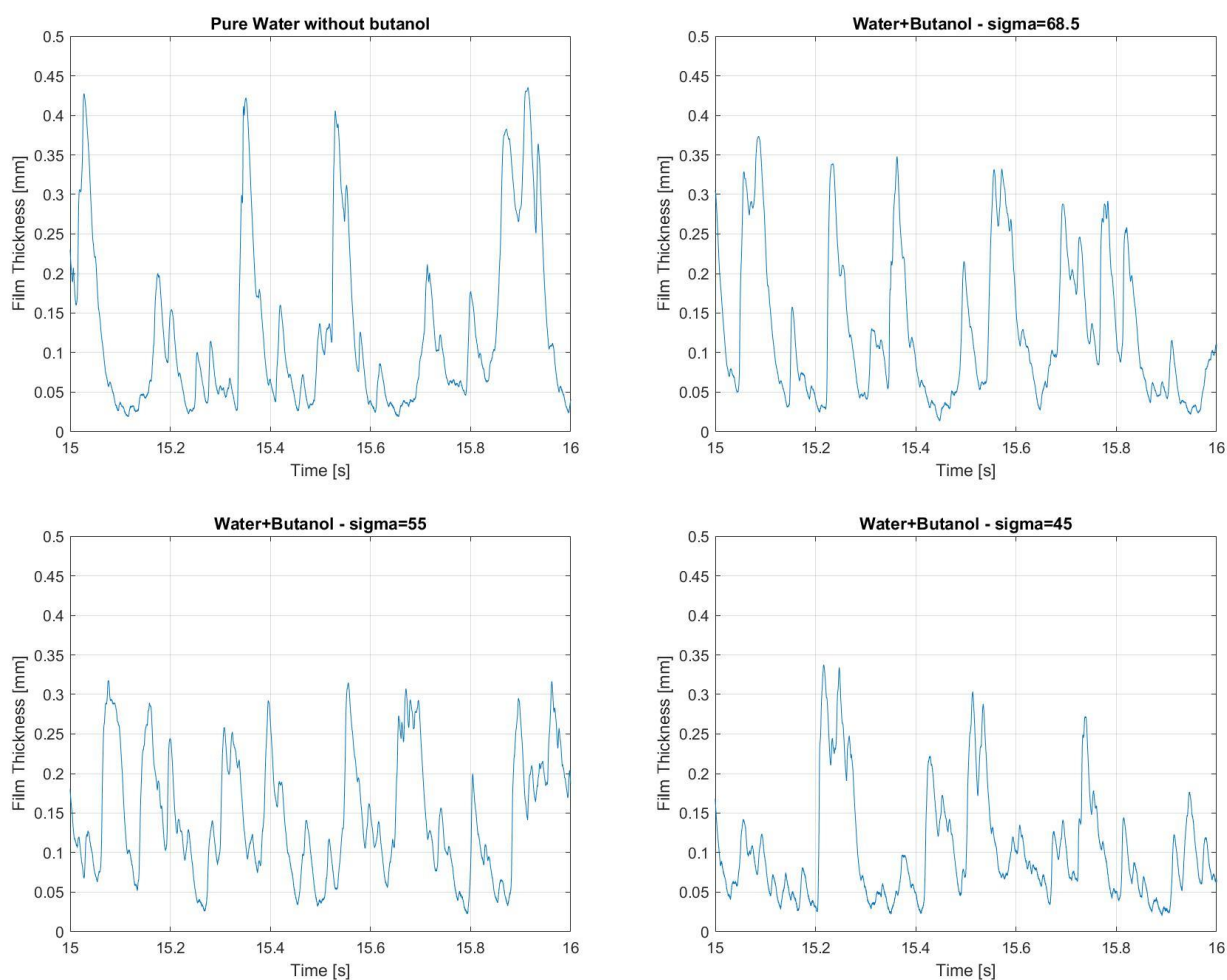 Pure Water without butanol
0.5
0.45
0.4
0.35
0.3
0.25
0.2
0.15
0.1
0.05
0
Film Thickness [mm]
15 15.2 15.4 15.6 15.8 16
Time [s]
Water+Butanol - sigma=68.5
0.5
0.45
0.4
0.35
0.3
0.25
0.2
0.15
0.1
0.05
0
Film Thickness [mm]
15 15.2 15.4 15.6 15.8 16
Time [s]
Water+Butanol - sigma=55
0.5
0.45
0.4
0.35
0.3
0.25
0.2
0.15
0.1
0.05
0
Film Thickness [mm]
15 15.2 15.4 15.6 15.8 16
Time [s]
Water+Butanol - sigma=45
0.5
0.45
0.4
0.35
0.3
0.25
0.2
0.15
0.1
0.05
0
Film Thickness [mm]
15 15.2 15.4 15.6 15.8 16
Time [s]